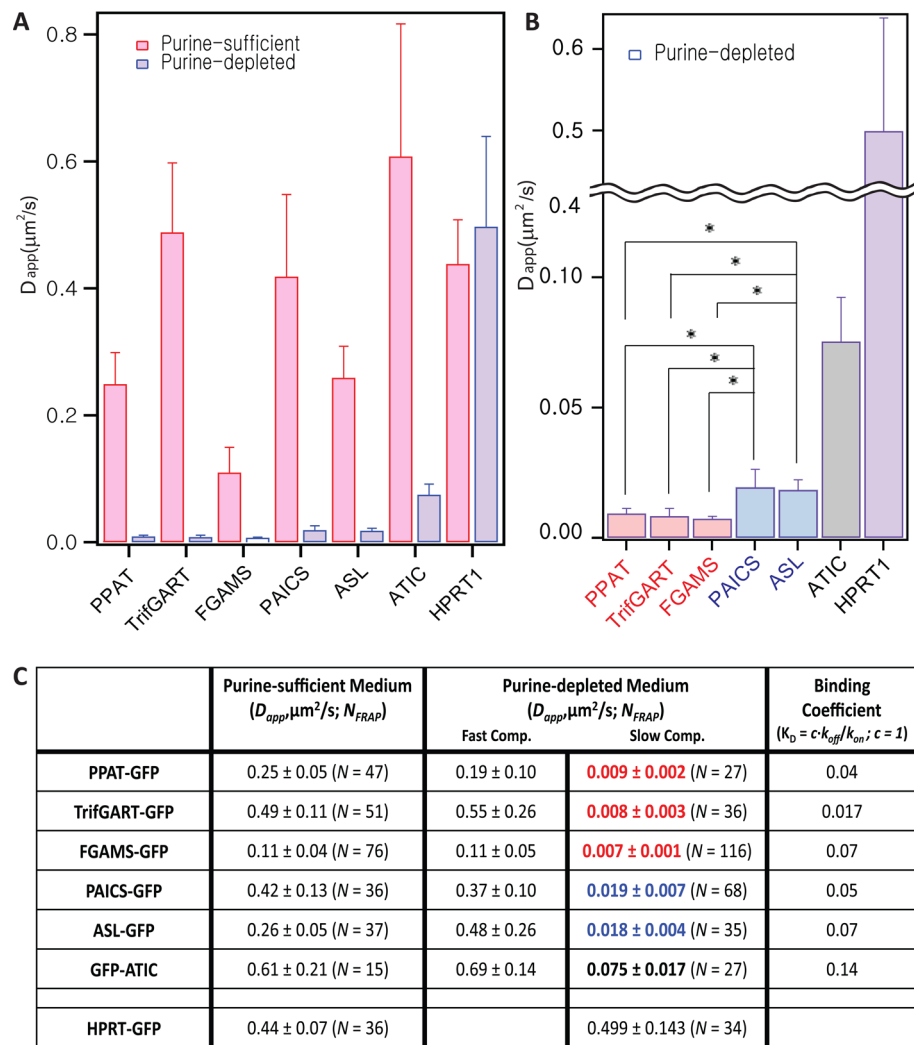 A
0.8
0.6
0.4
0.2
0.0
Dapp(μm²/s)
Purine-sufficient
Purine-depleted
PPAT
TrifGART
FGAMS
PAICS
ASL
ATIC
HPRT1
B
0.6
0.5
0.4
0.10
0.05
0.00
Dapp(μm²/s)
Purine-depleted
*
*
*
*
*
*
PPAT
TrifGART
FGAMS
PAICS
ASL
ATIC
HPRT1
C
Purine-sufficient Medium
(Dapp,μm²/s; NFRAP)
Purine-depleted Medium
(Dapp,μm²/s; NFRAP)
Fast Comp. Slow Comp.
Binding
Coefficient
(KD = c·koff/kon; c = 1)
PPAT-GFP 0.25 ± 0.05 (N = 47) 0.19 ± 0.10 0.009 ± 0.002 (N = 27) 0.04
TrifGART-GFP 0.49 ± 0.11 (N = 51) 0.55 ± 0.26 0.008 ± 0.003 (N = 36) 0.017
FGAMS-GFP 0.11 ± 0.04 (N = 76) 0.11 ± 0.05 0.007 ± 0.001 (N = 116) 0.07
PAICS-GFP 0.42 ± 0.13 (N = 36) 0.37 ± 0.10 0.019 ± 0.007 (N = 68) 0.05
ASL-GFP 0.26 ± 0.05 (N = 37) 0.48 ± 0.26 0.018 ± 0.004 (N = 35) 0.07
GFP-ATIC 0.61 ± 0.21 (N = 15) 0.69 ± 0.14 0.075 ± 0.017 (N = 27) 0.14
HPRT-GFP 0.44 ± 0.07 (N = 36) 0.499 ± 0.143 (N = 34)